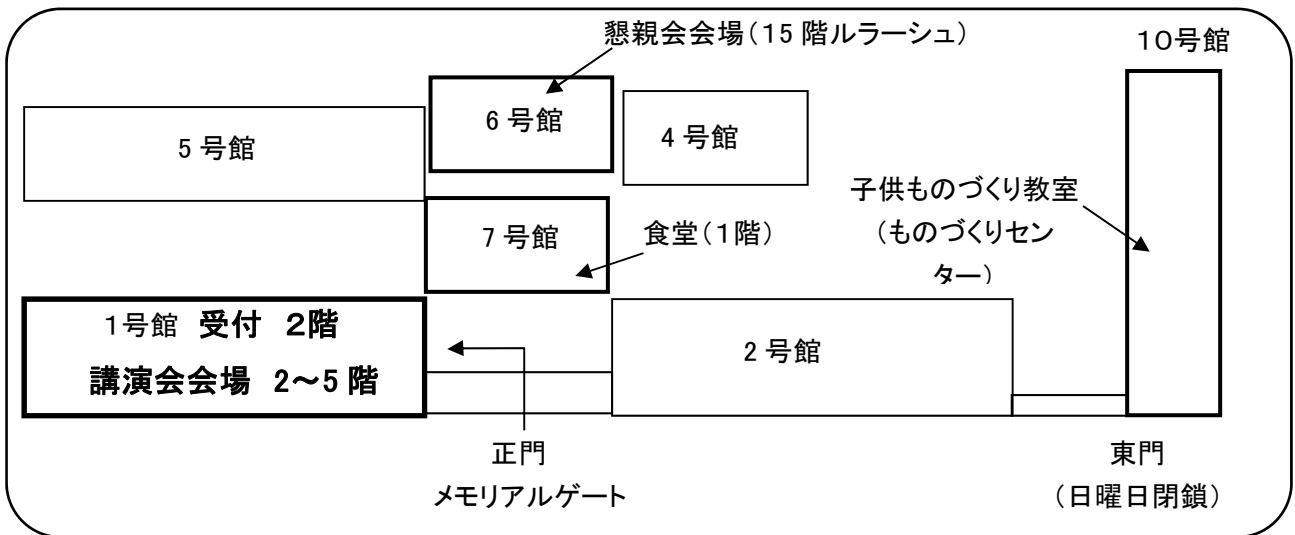 懇親会会場（15 階ルラーシュ）
10号館
6 号館
4 号館
5 号館
子供ものづくり教室
（ものづくりセン
ター）
7 号館
食堂（1階）
1号館 受付 2階
講演会会場 2～5 階
2 号館
正門
メモリアルゲート
東門
（日曜日閉鎖）